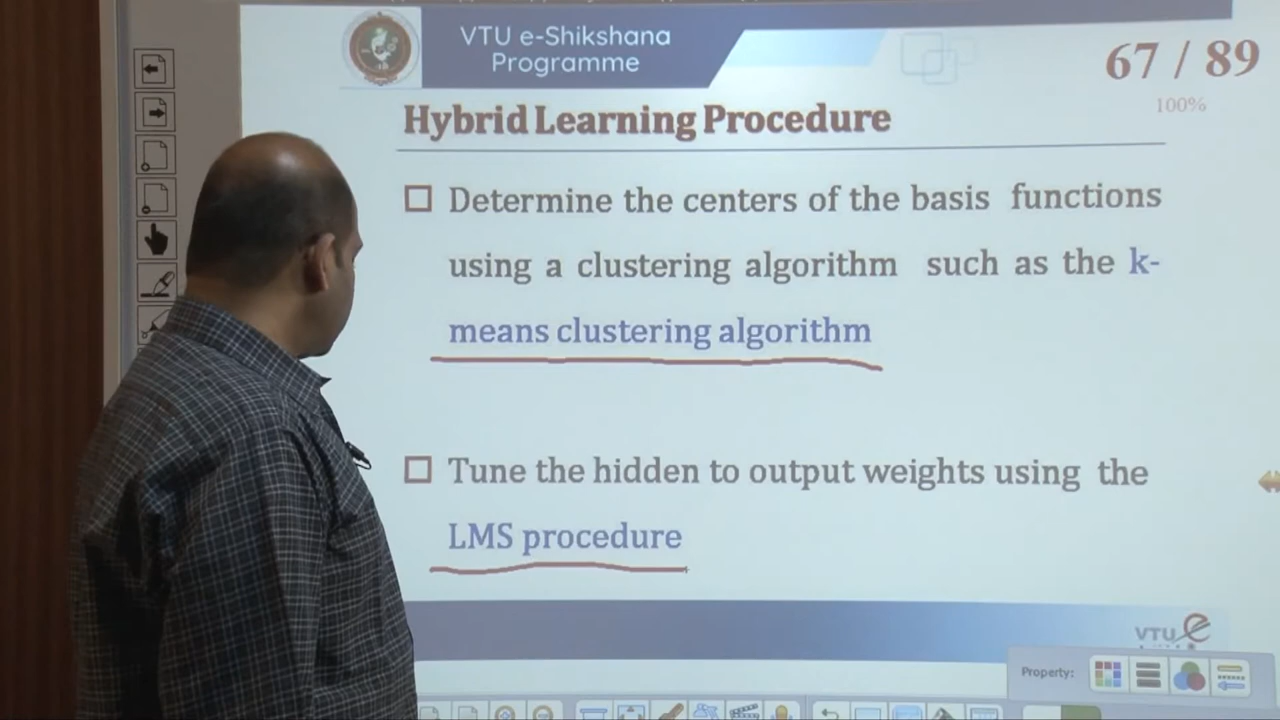 VTU e-Shikshana
Programme
67 / 89
100%
Hybrid Learning Procedure
Determine the centers of the basis functions
using a clustering algorithm such as the k-
means clustering algorithm
Tune the hidden to output weights using the
LMS procedure
VTU e
Property: